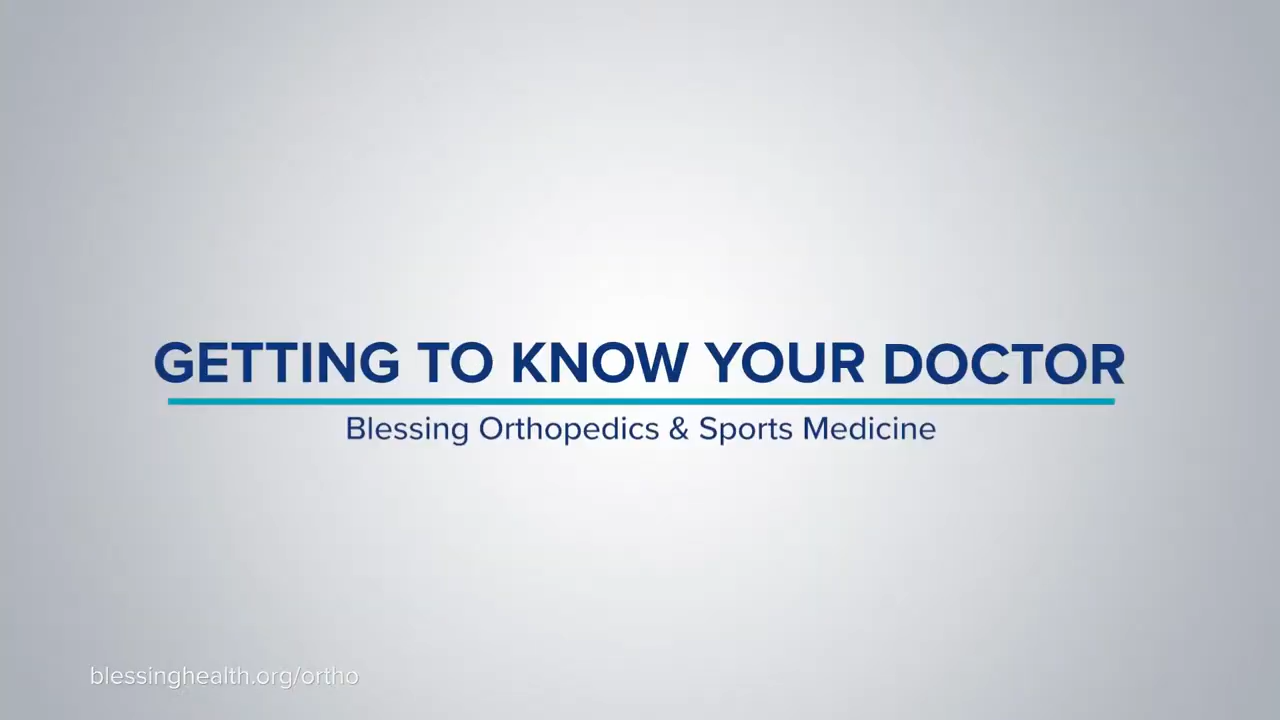 GETTING TO KNOW YOUR DOCTOR
Blessing Orthopedics & Sports Medicine
blessinghealth.org/ortho